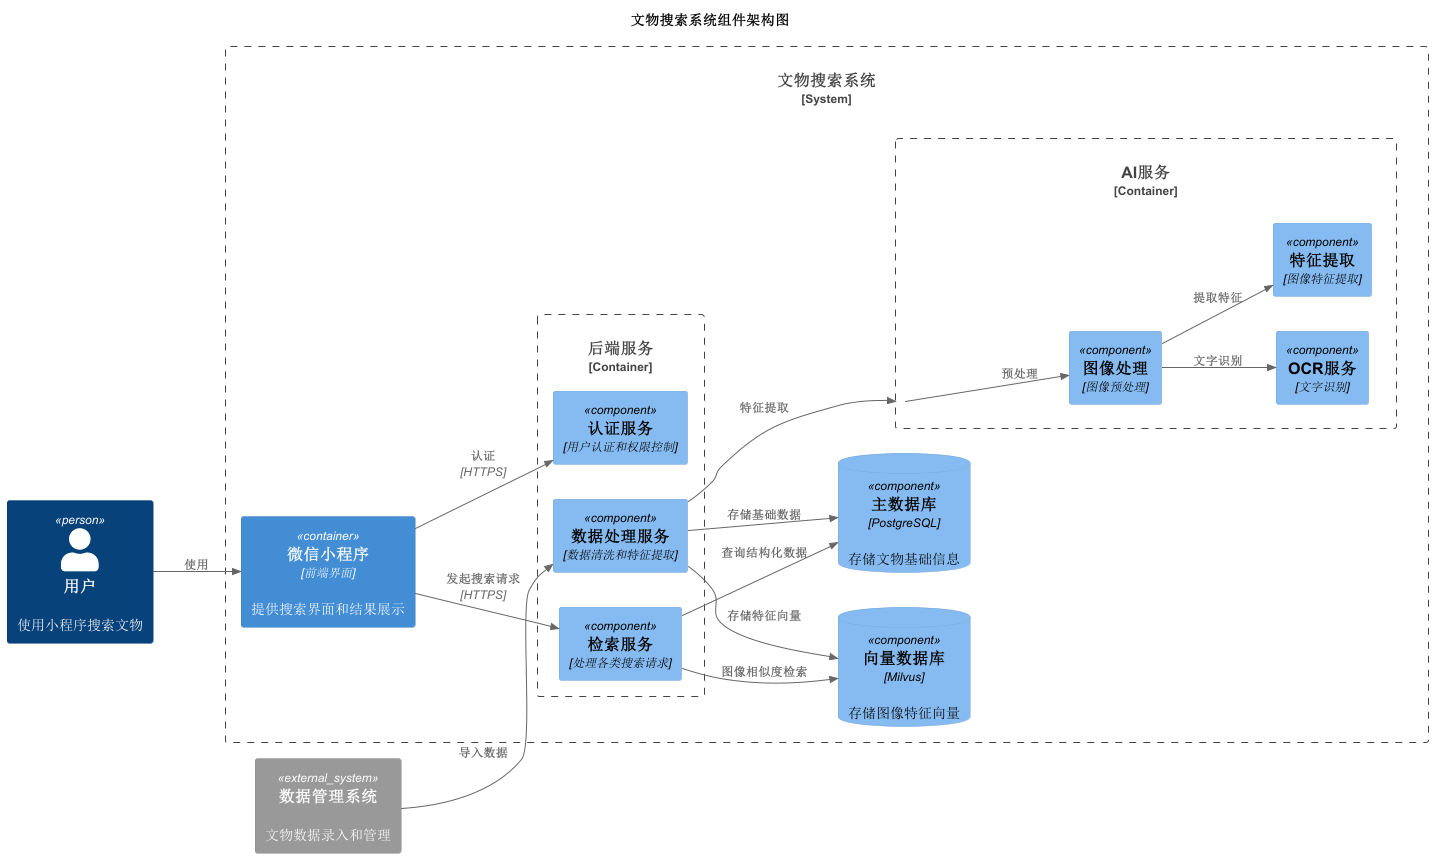 文物搜索系统组件架构图
文物搜索系统
[System]
AI服务
[Container]
«component»
特征提取
[图像特征提取]
提取特征
«component»
图像处理
[图像预处理]
预处理
文字识别
«component»
OCR服务
[文字识别]
后端服务
[Container]
«component»
认证服务
[用户认证和权限控制]
特征提取
认证
[HTTPS]
«component»
数据处理服务
[数据清洗和特征提取]
存储基础数据
查询结构化数据
«component»
主数据库
[PostgreSQL]
存储文物基础信息
«person»
用户
使用小程序搜索文物
使用
«container»
微信小程序
[前端界面]
提供搜索界面和结果展示
发起搜索请求
[HTTPS]
«component»
检索服务
[处理各类搜索请求]
存储特征向量
图像相似度检索
«component»
向量数据库
[Milvus]
存储图像特征向量
导入数据
«external_system»
数据管理系统
文物数据录入和管理